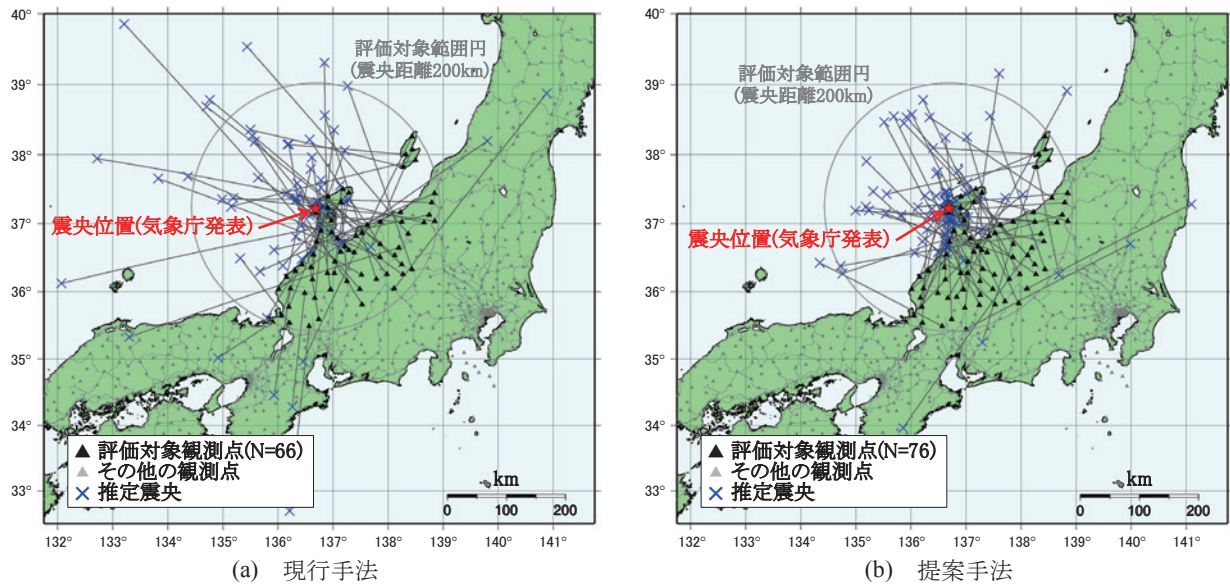 40°
39°
38°
37°
36°
35°
34°
33°
132°
133°
134°
135°
136°
137°
138°
139°
140°
141°
評価対象範囲円
(震央距離200km)
震央位置(気象庁発表)
評価対象観測点(N=66)
その他の観測点
推定震央
km
0 100 200
(a) 現行手法
40°
39°
38°
37°
36°
35°
34°
33°
132°
133°
134°
135°
136°
137°
138°
139°
140°
141°
評価対象範囲円
(震央距離200km)
震央位置(気象庁発表)
評価対象観測点(N=76)
その他の観測点
推定震央
km
0 100 200
(b) 提案手法